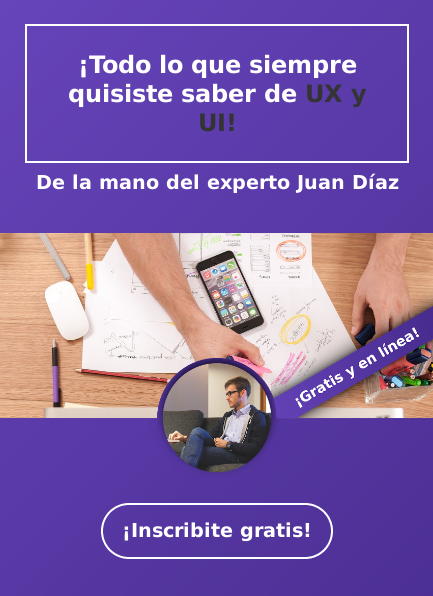 ¡Todo lo que siempre
quisiste saber de UX y
UI!
De la mano del experto Juan Díaz
¡Gratis y en línea!
¡Inscribite gratis!